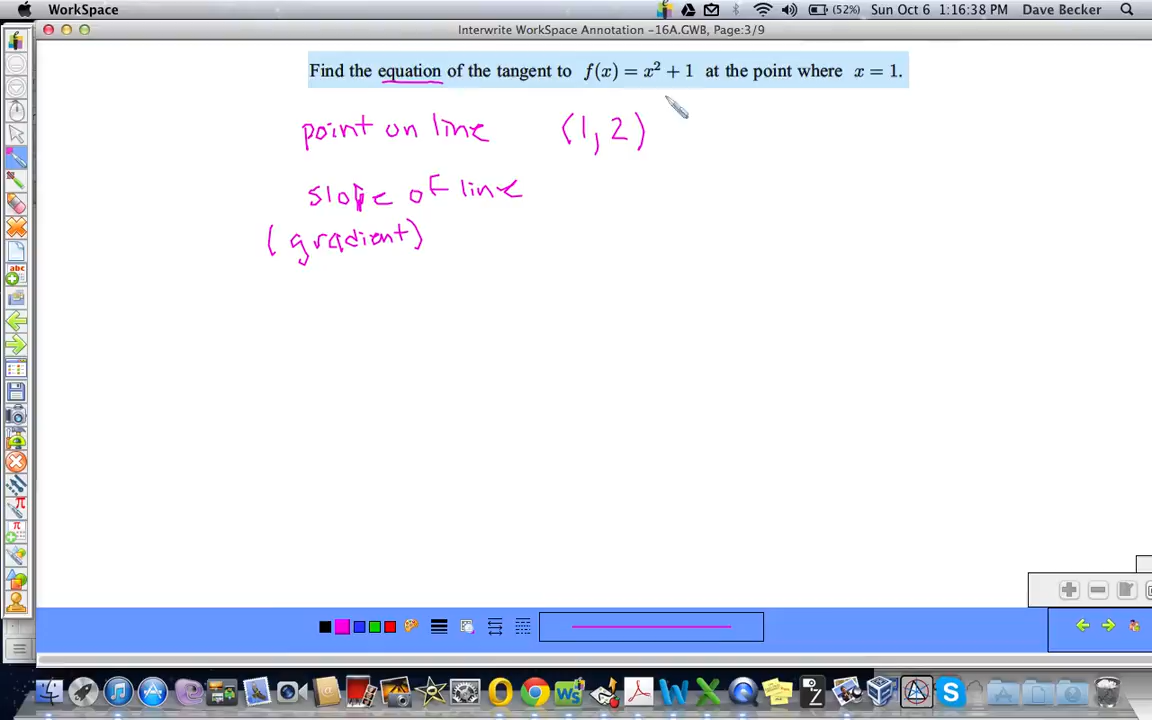 WorkSpace
(52%) Sun Oct 6 1:16:38 PM Dave Becker
Interwrite WorkSpace Annotation -16A.GWB, Page:3/9
Find the equation of the tangent to f(x) = x² + 1 at the point where x = 1.
point on line (1, 2)
slope of line
(gradient)